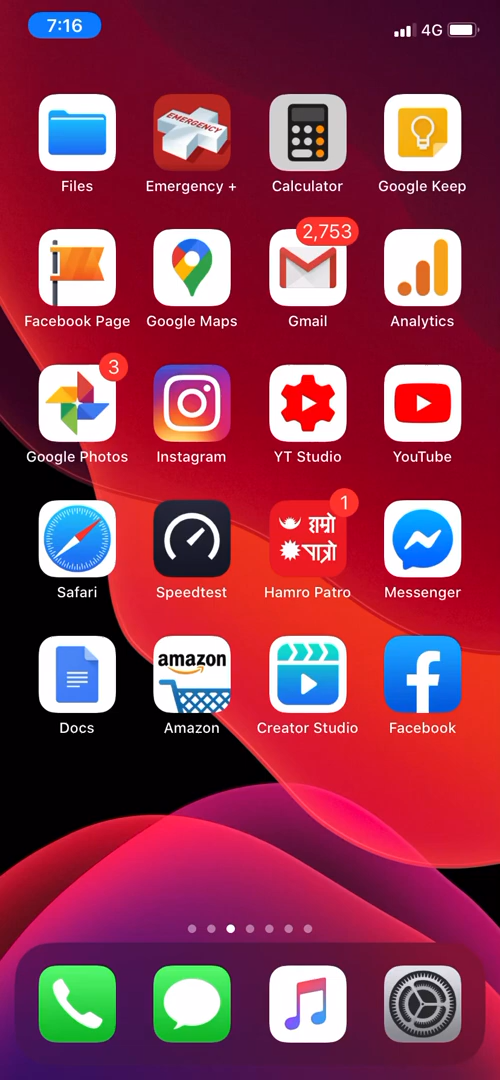 7:16
4G
Files
Emergency +
Calculator
Google Keep
EMERGENCY
Facebook Page
Google Maps
2,753
Gmail
Analytics
3
Google Photos
Instagram
YT Studio
YouTube
Safari
Speedtest
1
हाम्रो
पात्रो
Hamro Patro
Messenger
Docs
amazon
Amazon
Creator Studio
Facebook